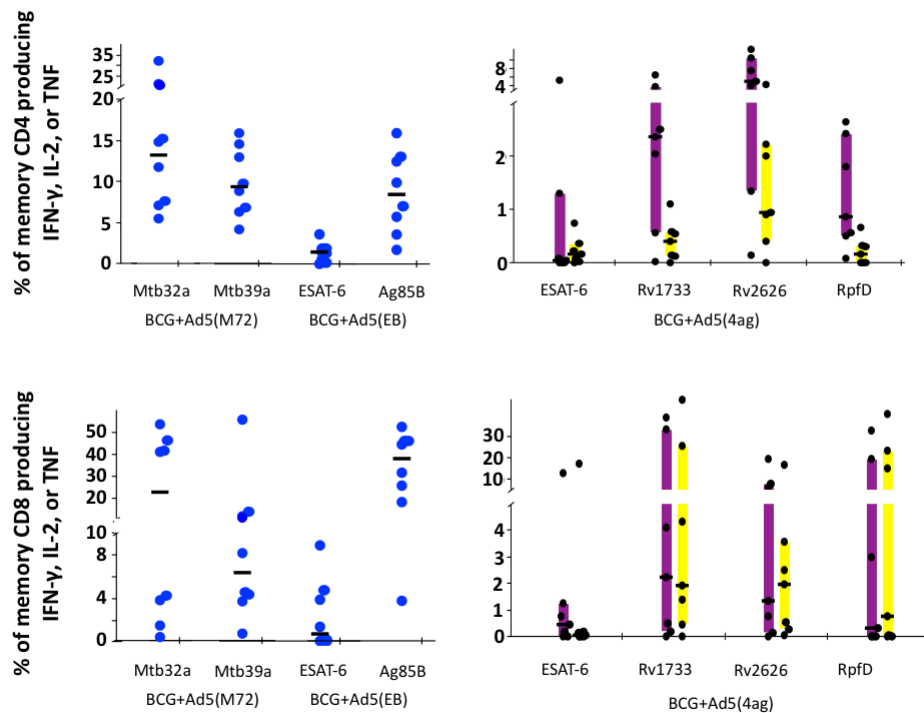 % of memory CD4 producing
IFN-γ, IL-2, or TNF
35
25
20
15
10
5
0
Mtb32a Mtb39a ESAT-6 Ag85B
BCG+Ad5(M72) BCG+Ad5(EB)
8
4
2
1
0
ESAT-6 Rv1733 Rv2626 RpfD
BCG+Ad5(4ag)
% of memory CD8 producing
IFN-γ, IL-2, or TNF
50
40
30
20
10
8
4
2
0
Mtb32a Mtb39a ESAT-6 Ag85B
BCG+Ad5(M72) BCG+Ad5(EB)
30
20
10
5
4
3
2
1
0
ESAT-6 Rv1733 Rv2626 RpfD
BCG+Ad5(4ag)